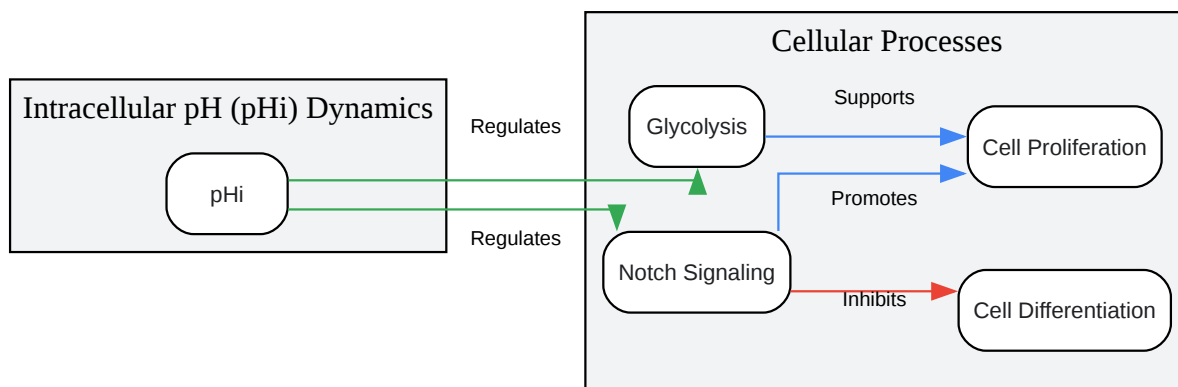 Cellular Processes
Intracellular pH (pHi) Dynamics
Regulates
Glycolysis
Supports
Cell Proliferation
pHi
Promotes
Regulates
Notch Signaling
Inhibits
Cell Differentiation